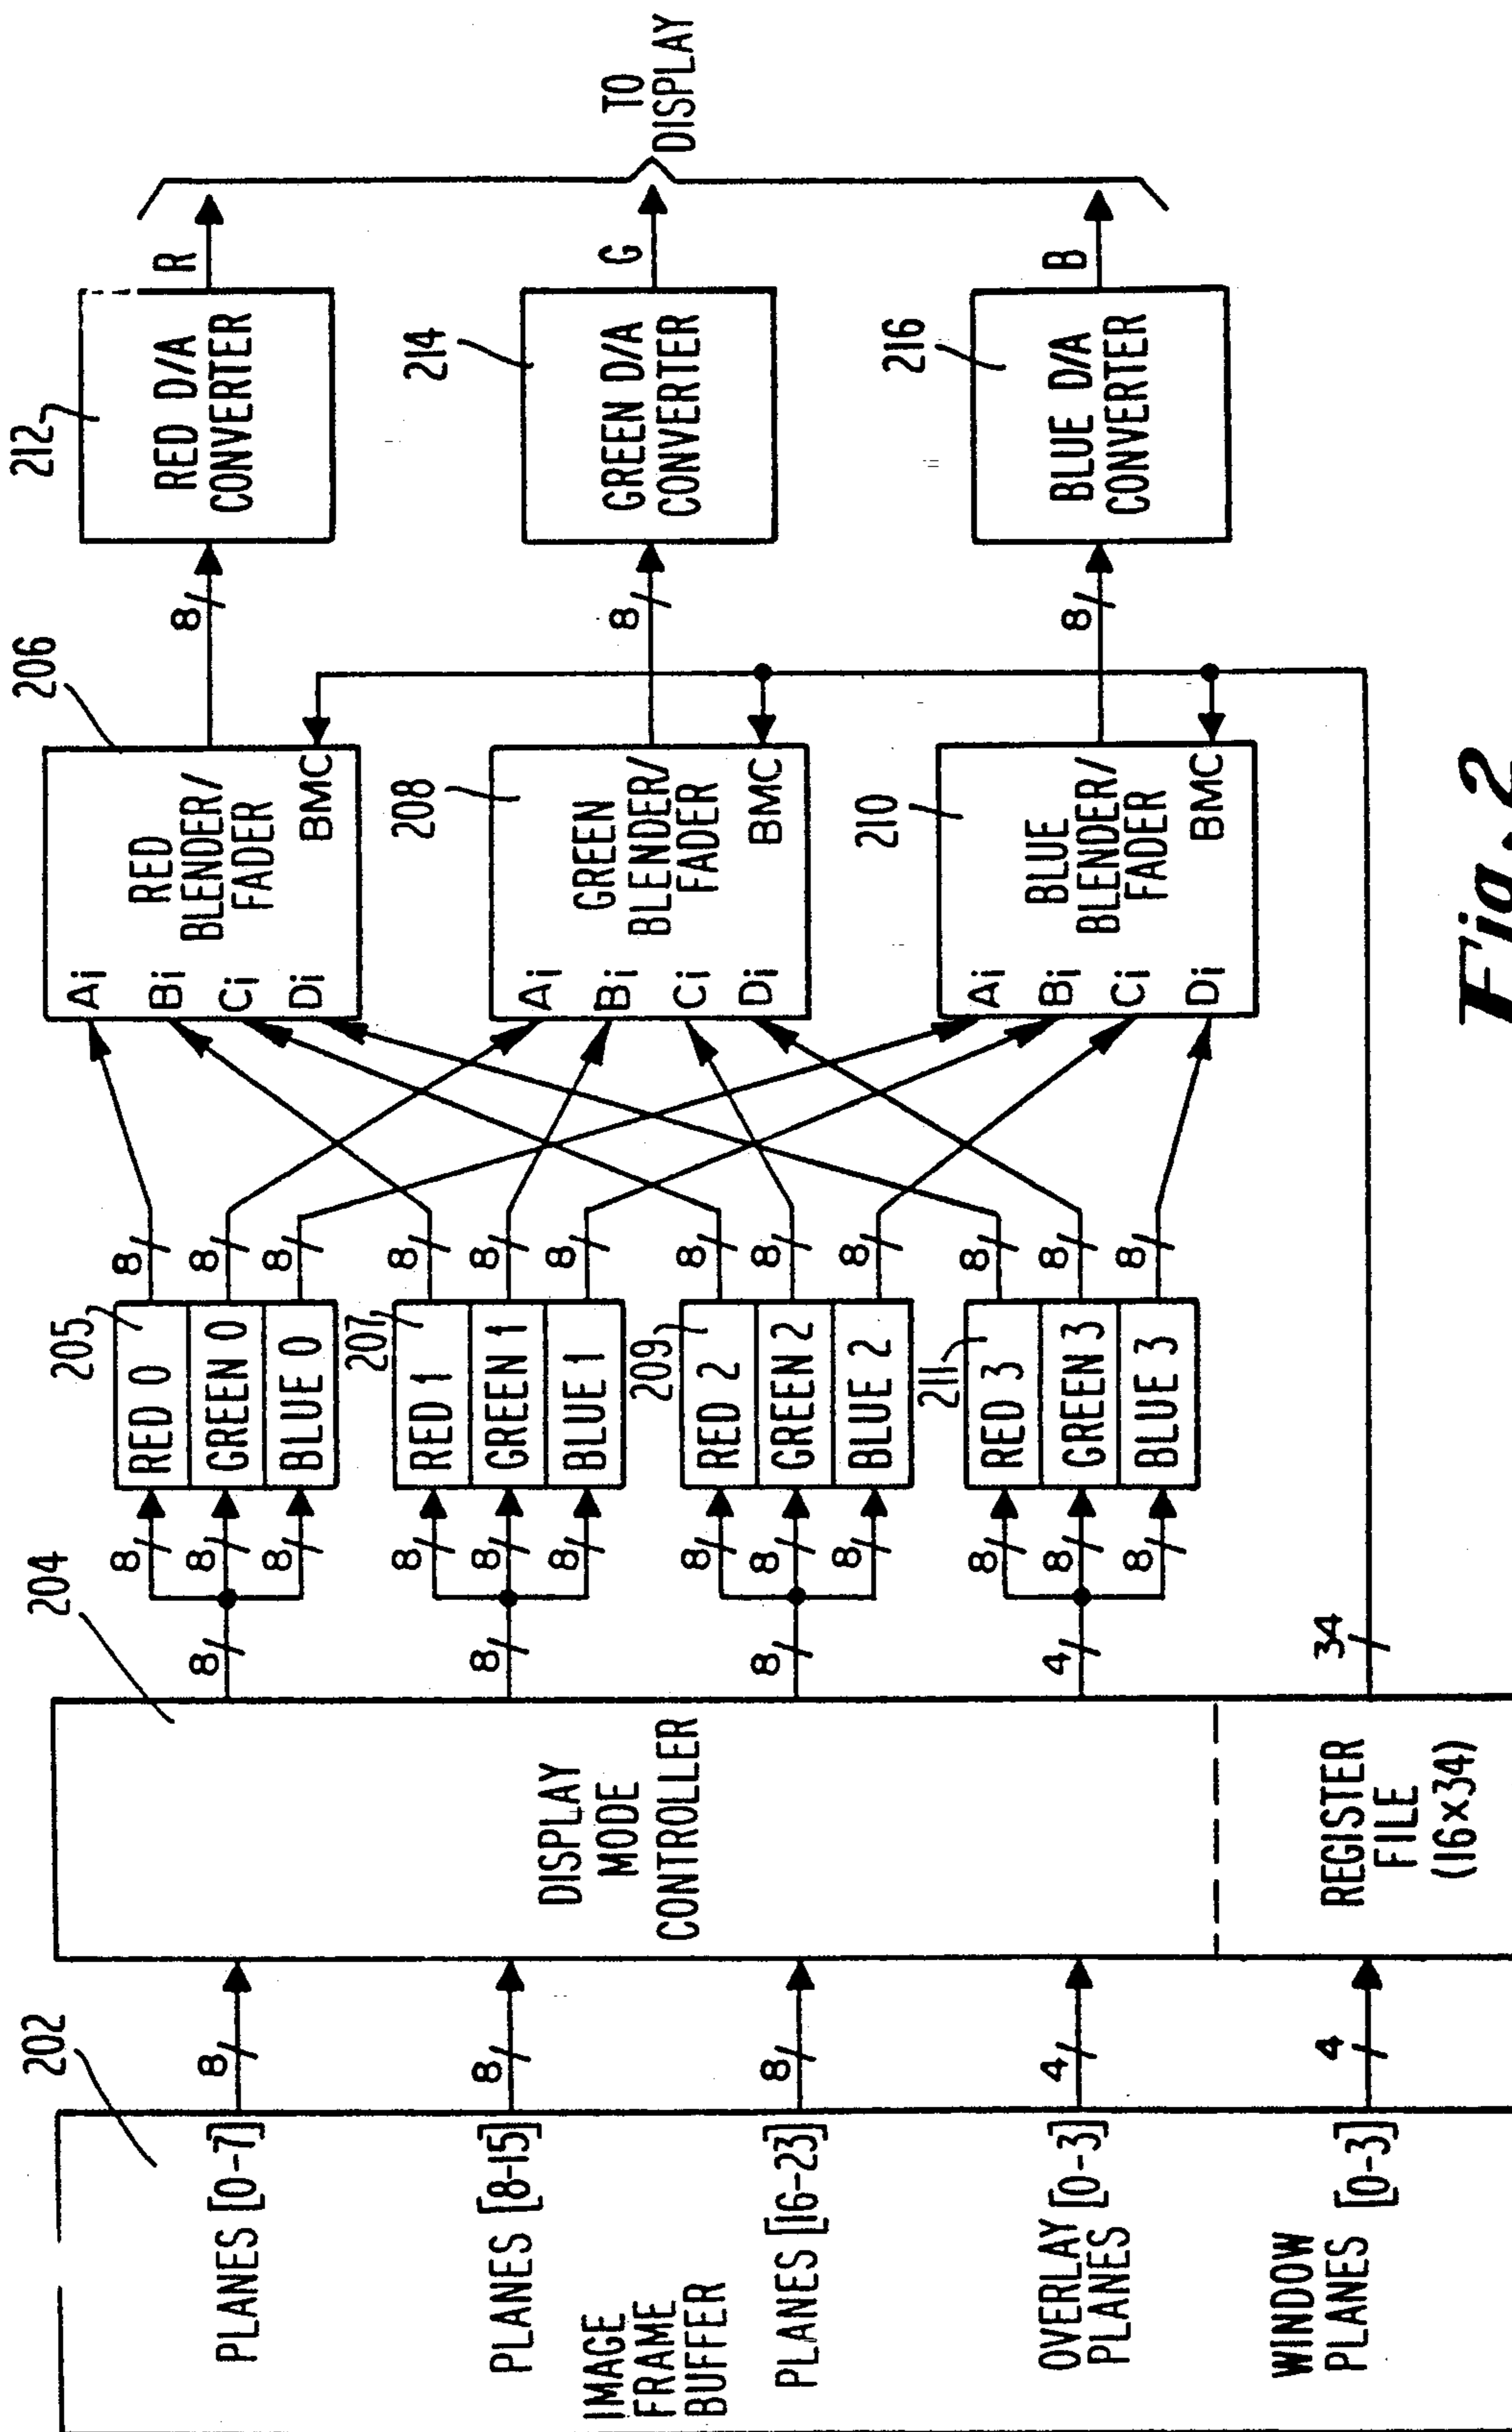 202
PLANES [0-7]
PLANES [8-15]
IMAGE
FRAME
BUFFER
PLANES [16-23]
OVERLAY
PLANES [0-3]
WINDOW
PLANES [0-3]
8
8
8
4
4
204
DISPLAY
MODE
CONTROLLER
REGISTER
FILE
(16×34)
8
8
8
4
34
8
8
8
8
8
8
8
8
8
8
8
8
205
RED 0
GREEN 0
BLUE 0
207
RED 1
GREEN 1
BLUE 1
209
RED 2
GREEN 2
BLUE 2
211
RED 3
GREEN 3
BLUE 3
8
8
8
8
8
8
8
8
8
8
8
8
206
Ai
Bi
Ci
Di
RED
BLENDER/
FADER
BMC
208
Ai
Bi
Ci
Di
GREEN
BLENDER/
FADER
BMC
210
Ai
Bi
Ci
Di
BLUE
BLENDER/
FADER
BMC
8
8
8
212
RED D/A
CONVERTER
214
GREEN D/A
CONVERTER
216
BLUE D/A
CONVERTER
R
G
B
TO
DISPLAY
Fig. 2